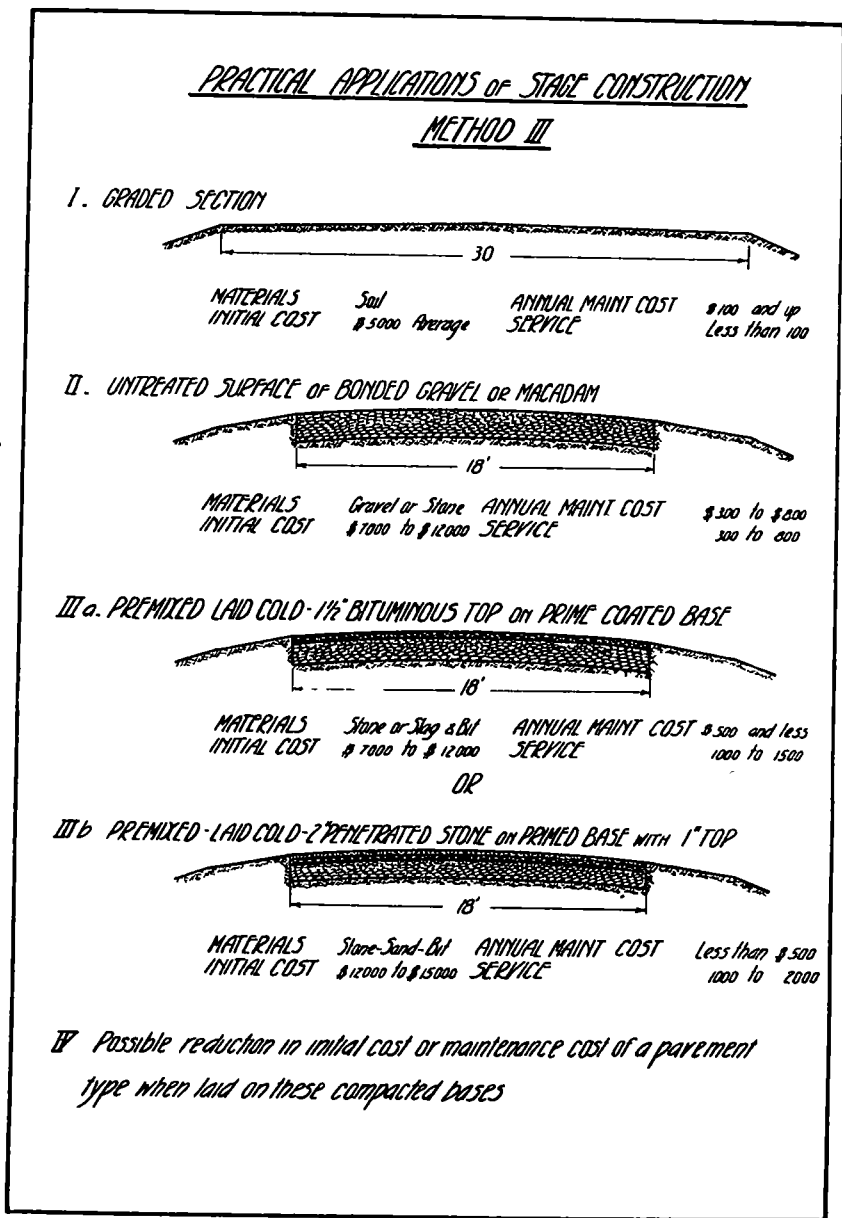 PRACTICAL APPLICATIONS OF STAGE CONSTRUCTION
METHOD III
I. GRADED SECTION
30
MATERIALS Soil ANNUAL MAINT COST $100 and up
INITIAL COST $5000 Average SERVICE Less than 100
II. UNTREATED SURFACE OF BONDED GRAVEL OR MACADAM
18'
MATERIALS Gravel or Stone ANNUAL MAINT. COST $300 to $800
INITIAL COST $7000 to $12000 SERVICE 300 to 800
III a. PREMIXED LAID COLD-1½" BITUMINOUS TOP ON PRIME COATED BASE
18'
MATERIALS Stone or Slag & Bit ANNUAL MAINT COST $500 and less
INITIAL COST $7000 to $12000 SERVICE 1000 to 1500
OR
III b PREMIXED-LAID COLD-2" PENETRATED STONE ON PRIMED BASE WITH 1" TOP
18'
MATERIALS Stone-Sand-Bit ANNUAL MAINT COST Less than $500
INITIAL COST $12000 to $15000 SERVICE 1000 to 2000
IV Possible reduction in initial cost or maintenance cost of a pavement
type when laid on these compacted bases